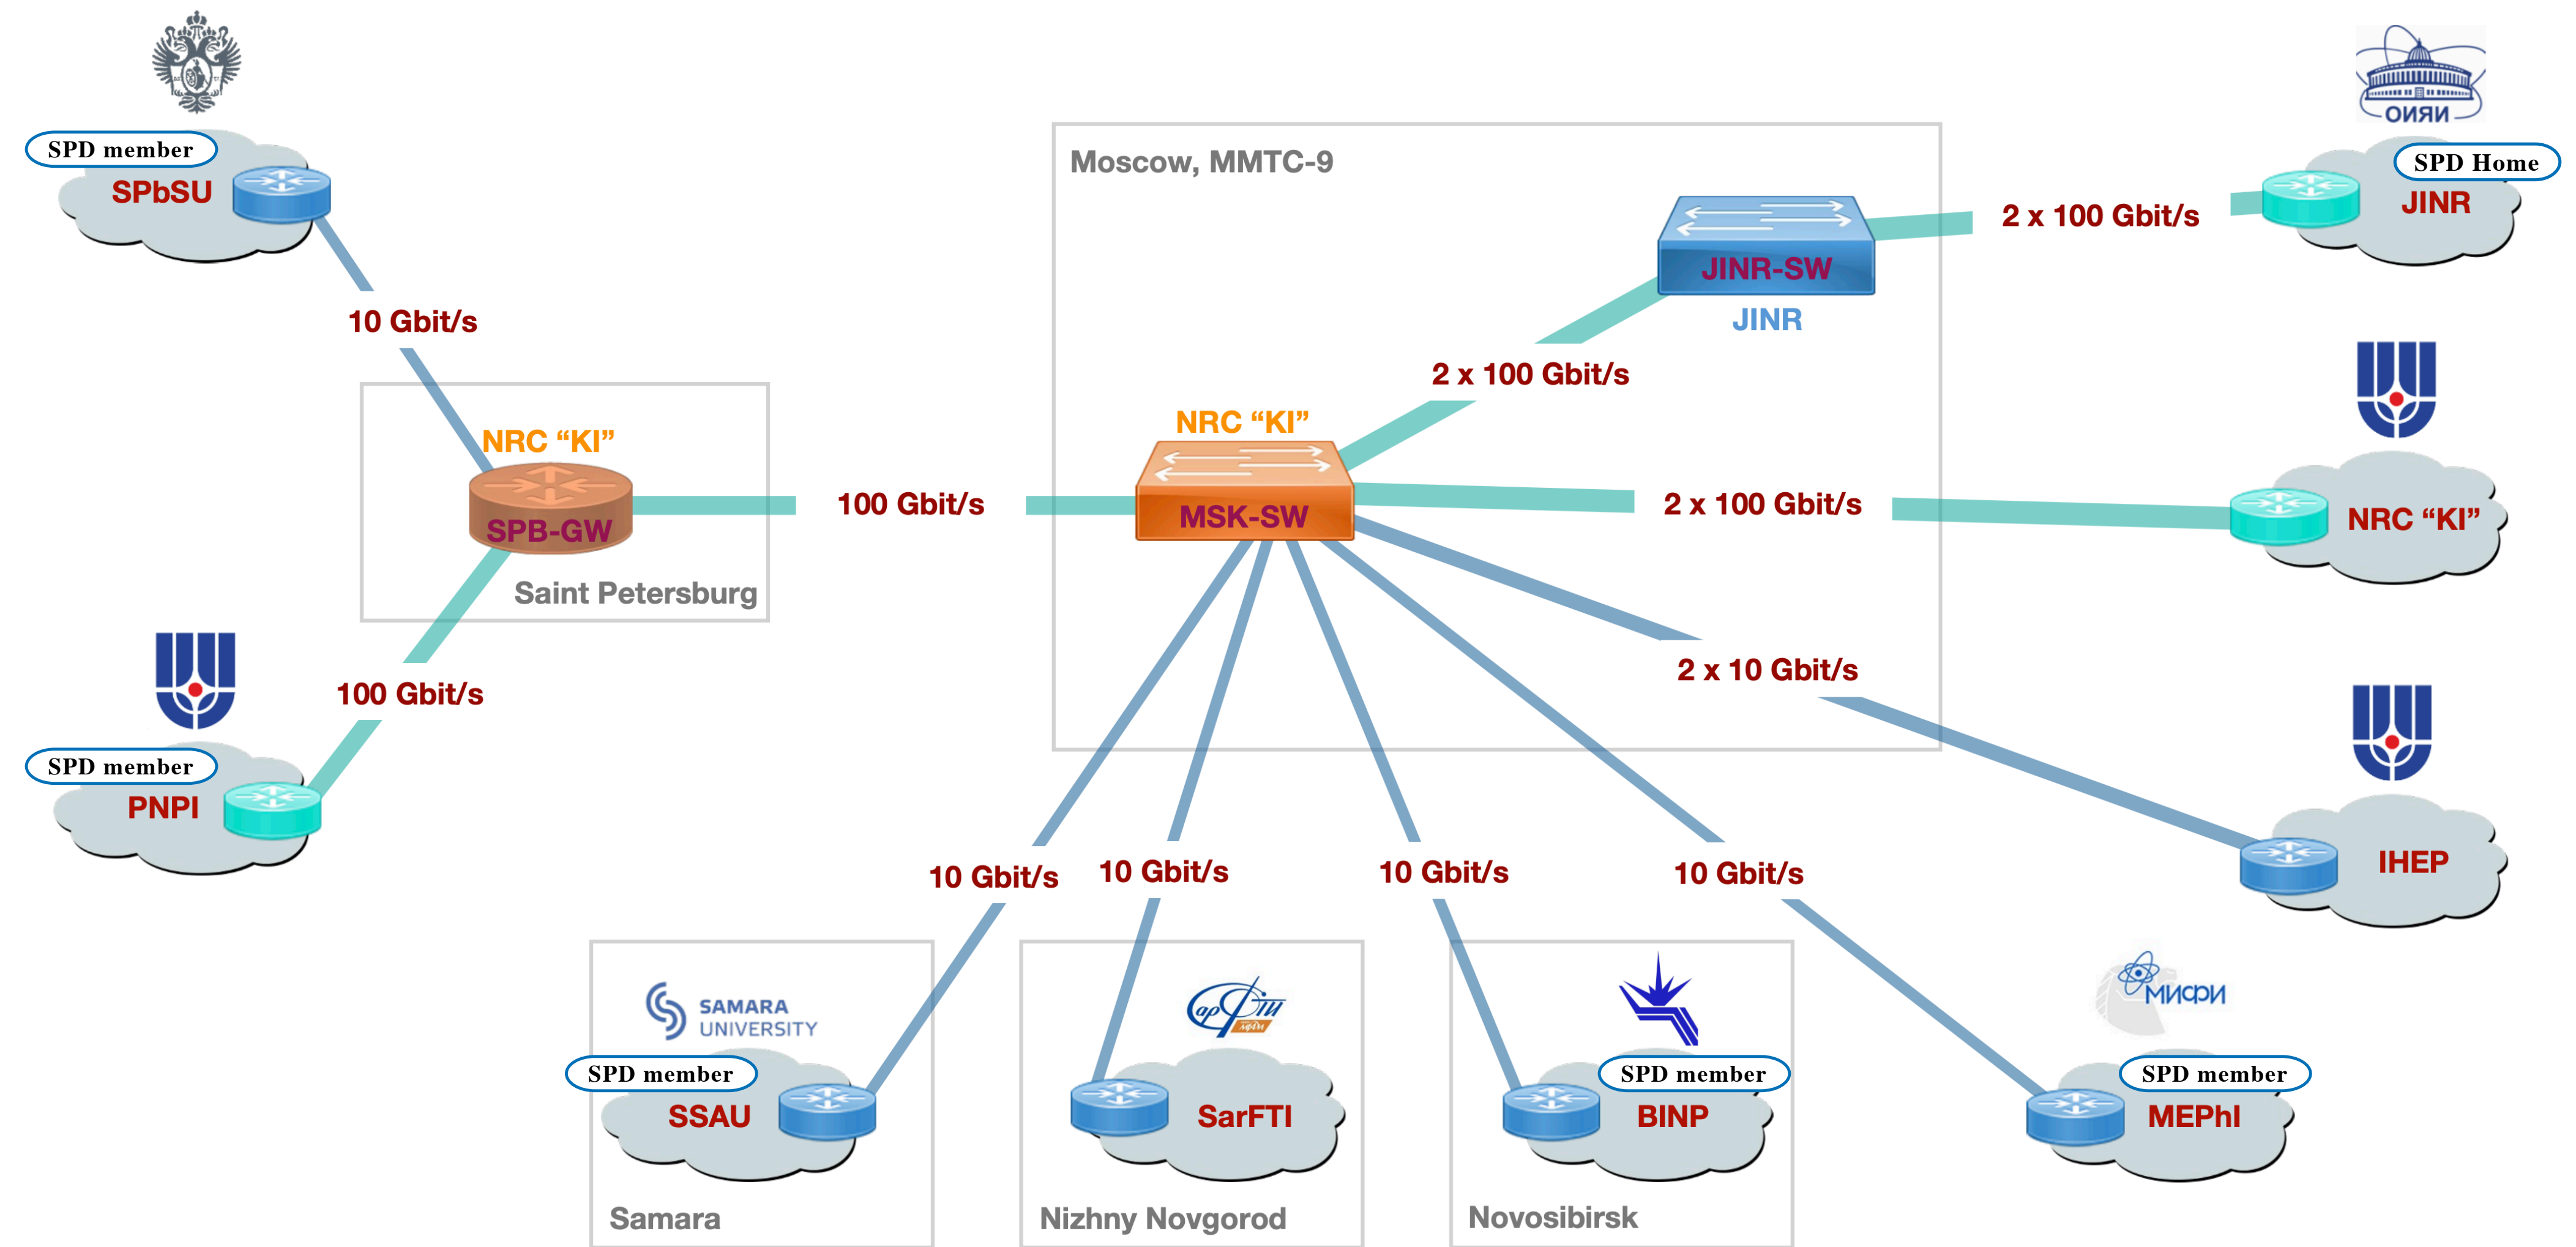 SPD member
SPbSU
10 Gbit/s
NRC “KI”
SPB-GW
Saint Petersburg
100 Gbit/s
SPD member
PNPI
100 Gbit/s
Moscow, MMTC-9
NRC “KI”
MSK-SW
JINR-SW
JINR
2 x 100 Gbit/s
2 x 100 Gbit/s
ОИЯИ
SPD Home
JINR
2 x 100 Gbit/s
NRC “KI”
2 x 10 Gbit/s
IHEP
10 Gbit/s
10 Gbit/s
10 Gbit/s
10 Gbit/s
SAMARA
UNIVERSITY
SPD member
SSAU
Samara
арФТИ
SarFTI
Nizhny Novgorod
SPD member
BINP
Novosibirsk
МИФИ
SPD member
MEPhI